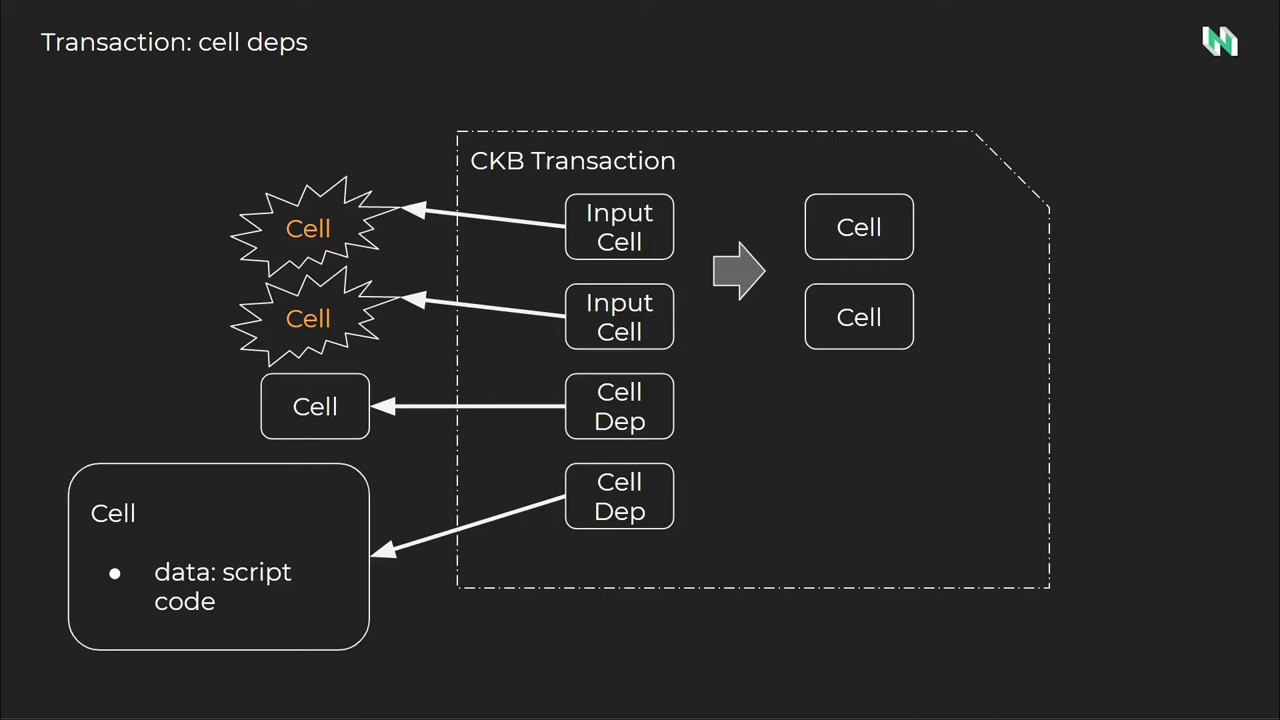 Transaction: cell deps
CKB Transaction
Cell
Input
Cell
Cell
Cell
Input
Cell
Cell
Cell
Cell
Dep
Cell
Dep
Cell
● data: script
code